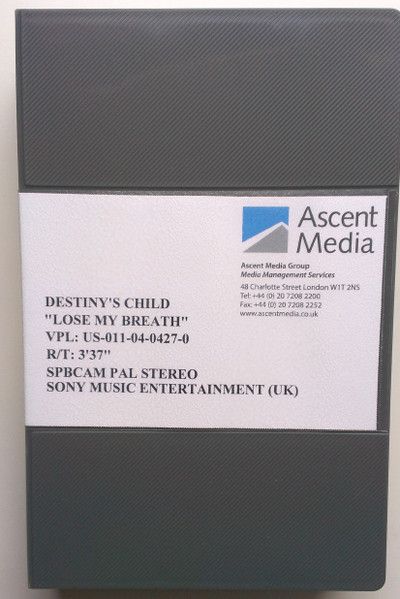 Ascent
Media
Ascent Media Group
Media Management Services
48 Charlotte Street London W1T 2NS
Tel: +44 (0) 20 7208 2200
Fax: +44 (0) 20 7208 2252
www.ascentmedia.co.uk
DESTINY'S CHILD
"LOSE MY BREATH"
VPL: US-011-04-0427-0
R/T: 3'37"
SPBCAM PAL STEREO
SONY MUSIC ENTERTAINMENT (UK)